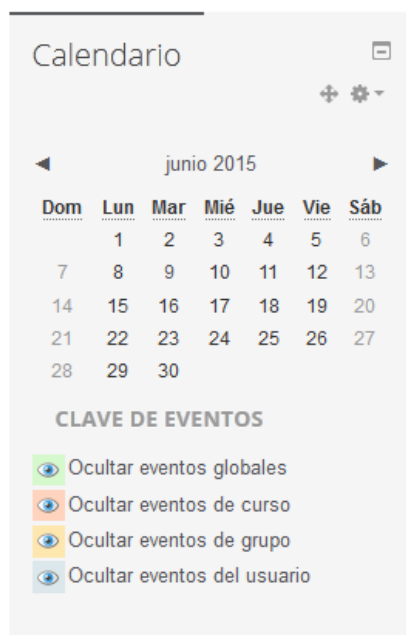 Calendario
◄ junio 2015 ►
Dom Lun Mar Mié Jue Vie Sáb
1 2 3 4 5 6
7 8 9 10 11 12 13
14 15 16 17 18 19 20
21 22 23 24 25 26 27
28 29 30
CLAVE DE EVENTOS
Ocultar eventos globales
Ocultar eventos de curso
Ocultar eventos de grupo
Ocultar eventos del usuario